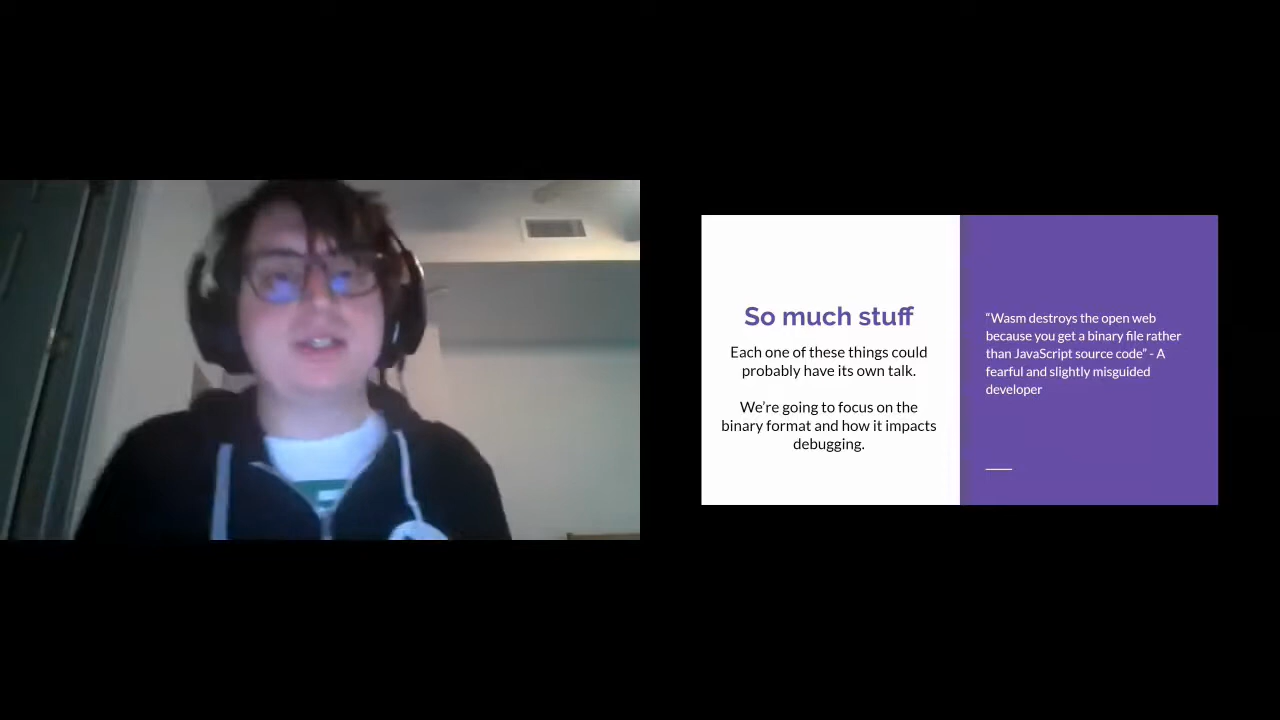 So much stuff
Each one of these things could
probably have its own talk.
We’re going to focus on the
binary format and how it impacts
debugging.
“Wasm destroys the open web
because you get a binary file rather
than JavaScript source code” - A
fearful and slightly misguided
developer